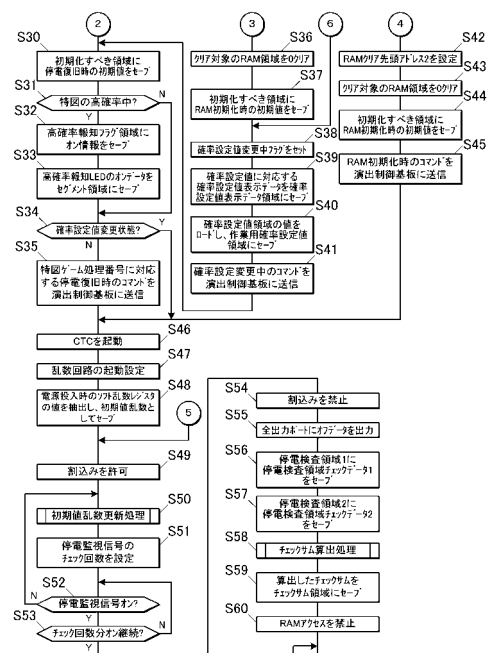 2
S30
初期化すべき領域に
停電復旧時の初期値をセーブ
S31
特図の高確率中?
N
Y
S32
高確率報知フラグ領域に
オン情報をセーブ
S33
高確率報知LEDのオンデータを
セグメント領域にセーブ
S34
確率設定値変更状態?
Y
N
S35
特図ゲーム処理番号に対応
する停電復旧時のコマンドを
演出制御基板に送信
3
6
S36
クリア対象のRAM領域を0クリア
S37
初期化すべき領域に
RAM初期化時の初期値をセーブ
S38
確率設定値変更中フラグをセット
S39
確率設定値に対応する
確率設定値表示データを確率
設定値表示データ領域にセーブ
S40
確率設定値領域の値を
ロードし、作業用確率設定値
領域にセーブ
S41
確率設定変更中のコマンドを
演出制御基板に送信
4
S42
RAMクリア先頭アドレス2を設定
S43
クリア対象のRAM領域を0クリア
S44
初期化すべき領域に
RAM初期化時の初期値をセーブ
S45
RAM初期化時のコマンドを
演出制御基板に送信
S46
CTCを起動
S47
乱数回路の起動設定
S48
電源投入時のソフト乱数レジスタ
の値を抽出し、初期値乱数と
してセーブ
5
S49
割込みを許可
S50
初期値乱数更新処理
S51
停電監視信号の
チェック回数を設定
S52
N
停電監視信号オン?
Y
S53
チェック回数分オン継続?
N
Y
S54
割込みを禁止
S55
全出力ポートにオフデータを出力
S56
停電検査領域1に
停電検査領域チェックデータ1
をセーブ
S57
停電検査領域2に
停電検査領域チェックデータ2
をセーブ
S58
チェックサム算出処理
S59
算出したチェックサムを
チェックサム領域にセーブ
S60
RAMアクセスを禁止